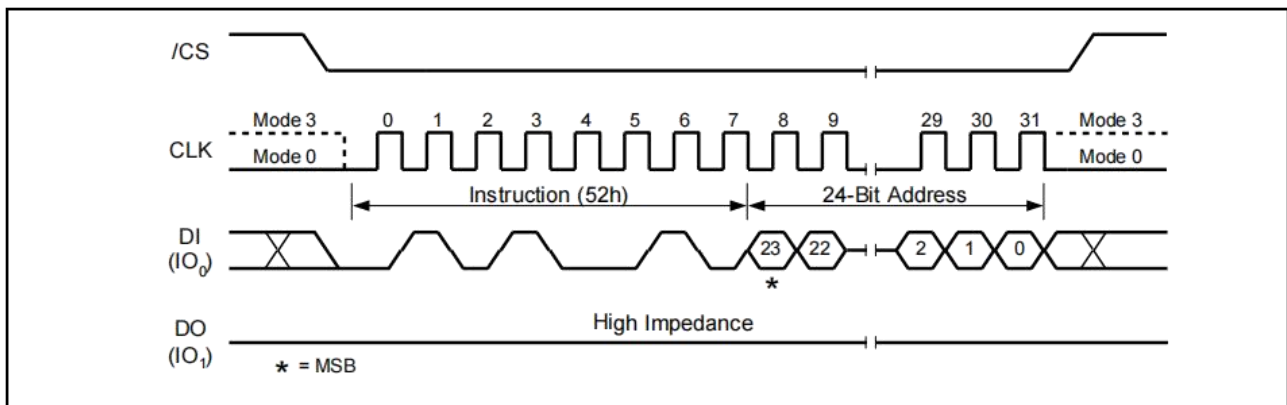 /CS
Mode 3 0 1 2 3 4 5 6 7 8 9 29 30 31 Mode 3
CLK Mode 0 Mode 0
Instruction (52h) 24-Bit Address
DI
(IO₀) 23 22 2 1 0
*
High Impedance
DO
(IO₁)
* = MSB